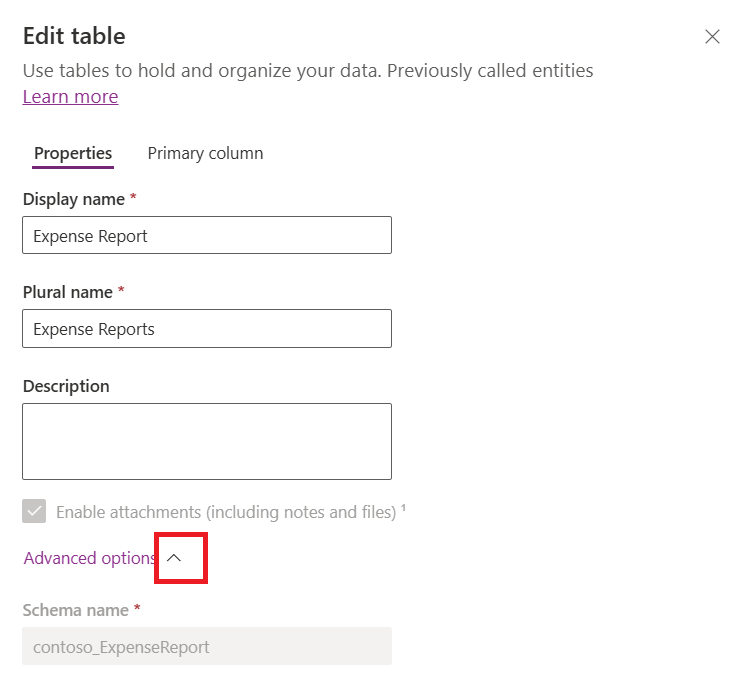 Edit table
Use tables to hold and organize your data. Previously called entities
Learn more
Properties Primary column
Display name *
Expense Report
Plural name *
Expense Reports
Description
Enable attachments (including notes and files) ¹
Advanced options
Schema name *
contoso_ExpenseReport